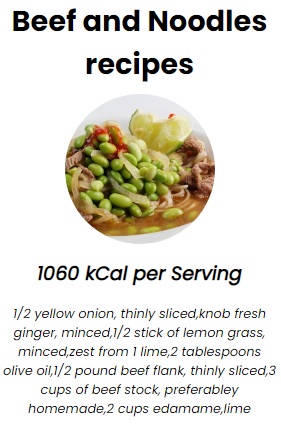 Beef and Noodles
recipes
1060 kCal per Serving
1/2 yellow onion, thinly sliced,knob fresh
ginger, minced,1/2 stick of lemon grass,
minced,zest from 1 lime,2 tablespoons
olive oil,1/2 pound beef flank, thinly sliced,3
cups of beef stock, preferabley
homemade,2 cups edamame,lime